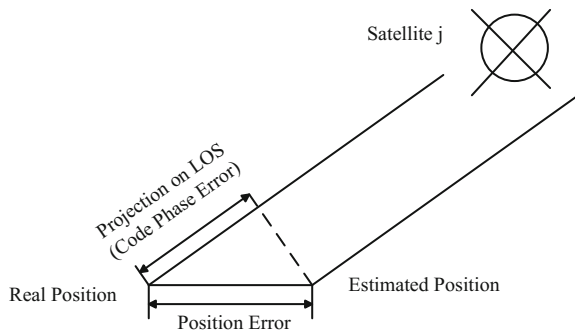 Satellite j
Projection on LOS
(Code Phase Error)
Real Position
Estimated Position
Position Error